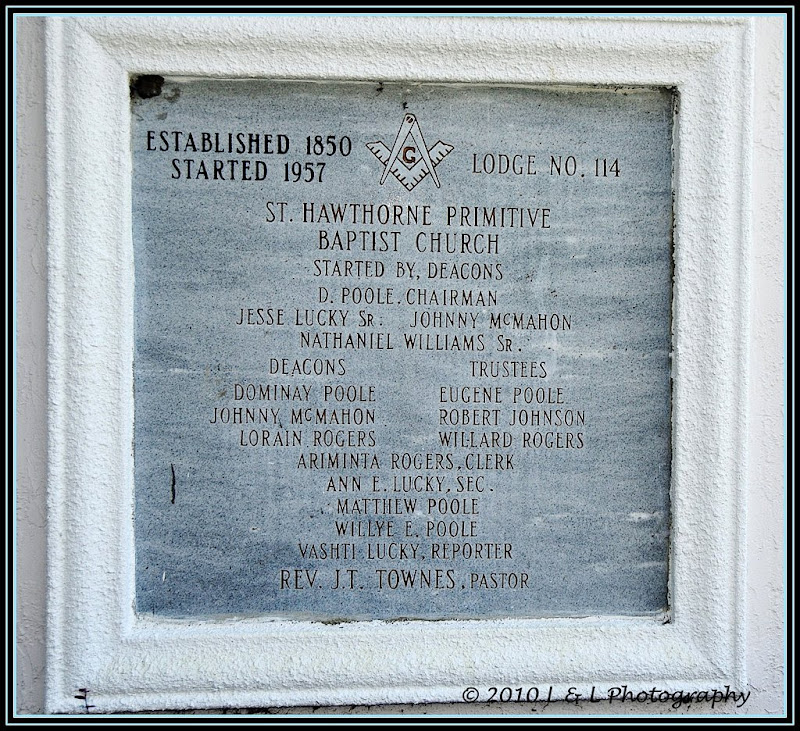 ESTABLISHED 1850
STARTED 1957
G
LODGE NO. 114
ST. HAWTHORNE PRIMITIVE
BAPTIST CHURCH
STARTED BY, DEACONS
D. POOLE, CHAIRMAN
JESSE LUCKY SR. JOHNNY MCMAHON
NATHANIEL WILLIAMS SR.
DEACONS TRUSTEES
DOMINAY POOLE EUGENE POOLE
JOHNNY MCMAHON ROBERT JOHNSON
LORAIN ROGERS WILLARD ROGERS
ARIMINTA ROGERS, CLERK
ANN E. LUCKY, SEC.
MATTHEW POOLE
WILLYE E. POOLE
VASHTI LUCKY, REPORTER
REV. J.T. TOWNES, PASTOR
© 2010 J & L Photography